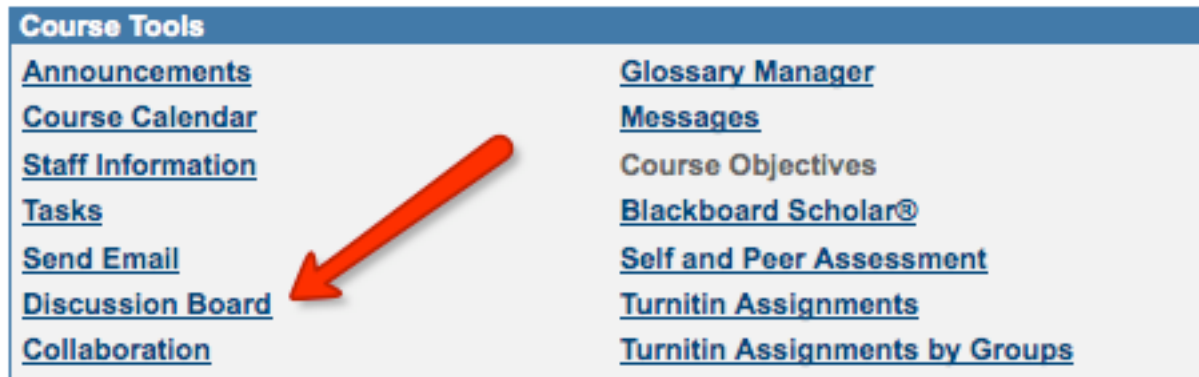 Course Tools
Announcements
Course Calendar
Staff Information
Tasks
Send Email
Discussion Board
Collaboration
Glossary Manager
Messages
Course Objectives
Blackboard Scholar®
Self and Peer Assessment
Turnitin Assignments
Turnitin Assignments by Groups